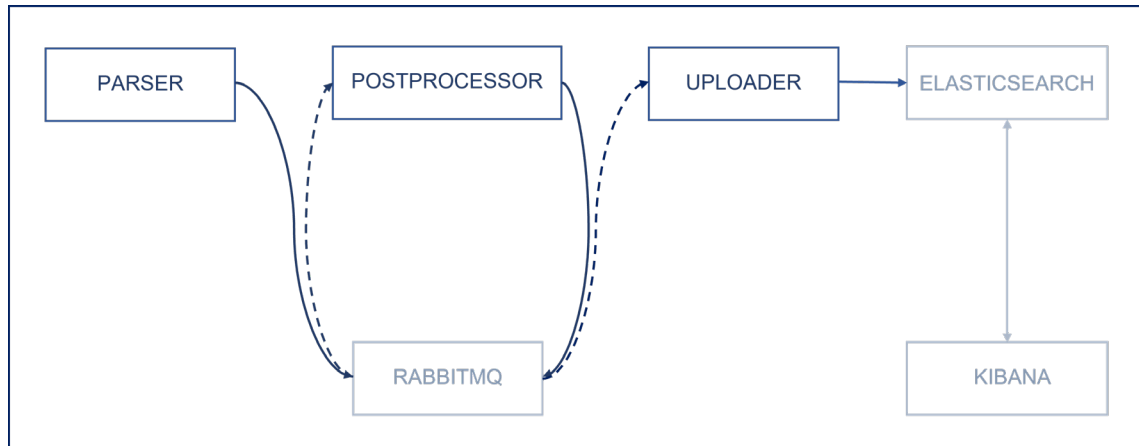 PARSER
POSTPROCESSOR
UPLOADER
ELASTICSEARCH
RABBITMQ
KIBANA